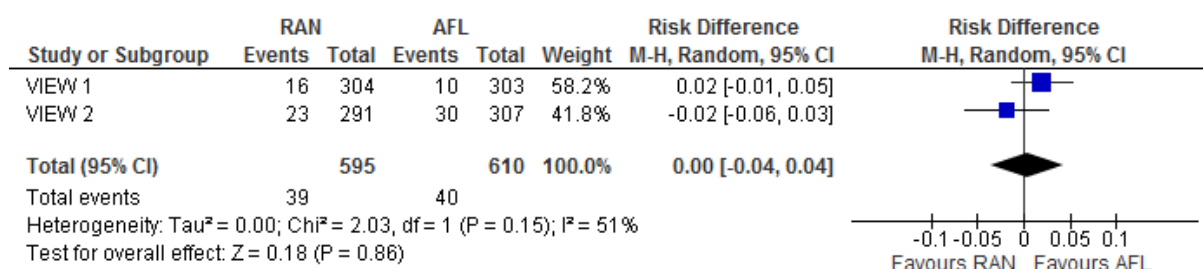 RAN AFL Risk Difference Risk Difference
Study or Subgroup Events Total Events Total Weight M-H, Random, 95% CI M-H, Random, 95% CI
VIEW 1 16 304 10 303 58.2% 0.02 [-0.01, 0.05]
VIEW 2 23 291 30 307 41.8% -0.02 [-0.06, 0.03]
Total (95% CI) 595 610 100.0% 0.00 [-0.04, 0.04]
Total events 39 40
Heterogeneity: Tau² = 0.00; Chi² = 2.03, df = 1 (P = 0.15); I² = 51%
Test for overall effect: Z = 0.18 (P = 0.86)
-0.1 -0.05 0 0.05 0.1
Favours RAN Favours AFL